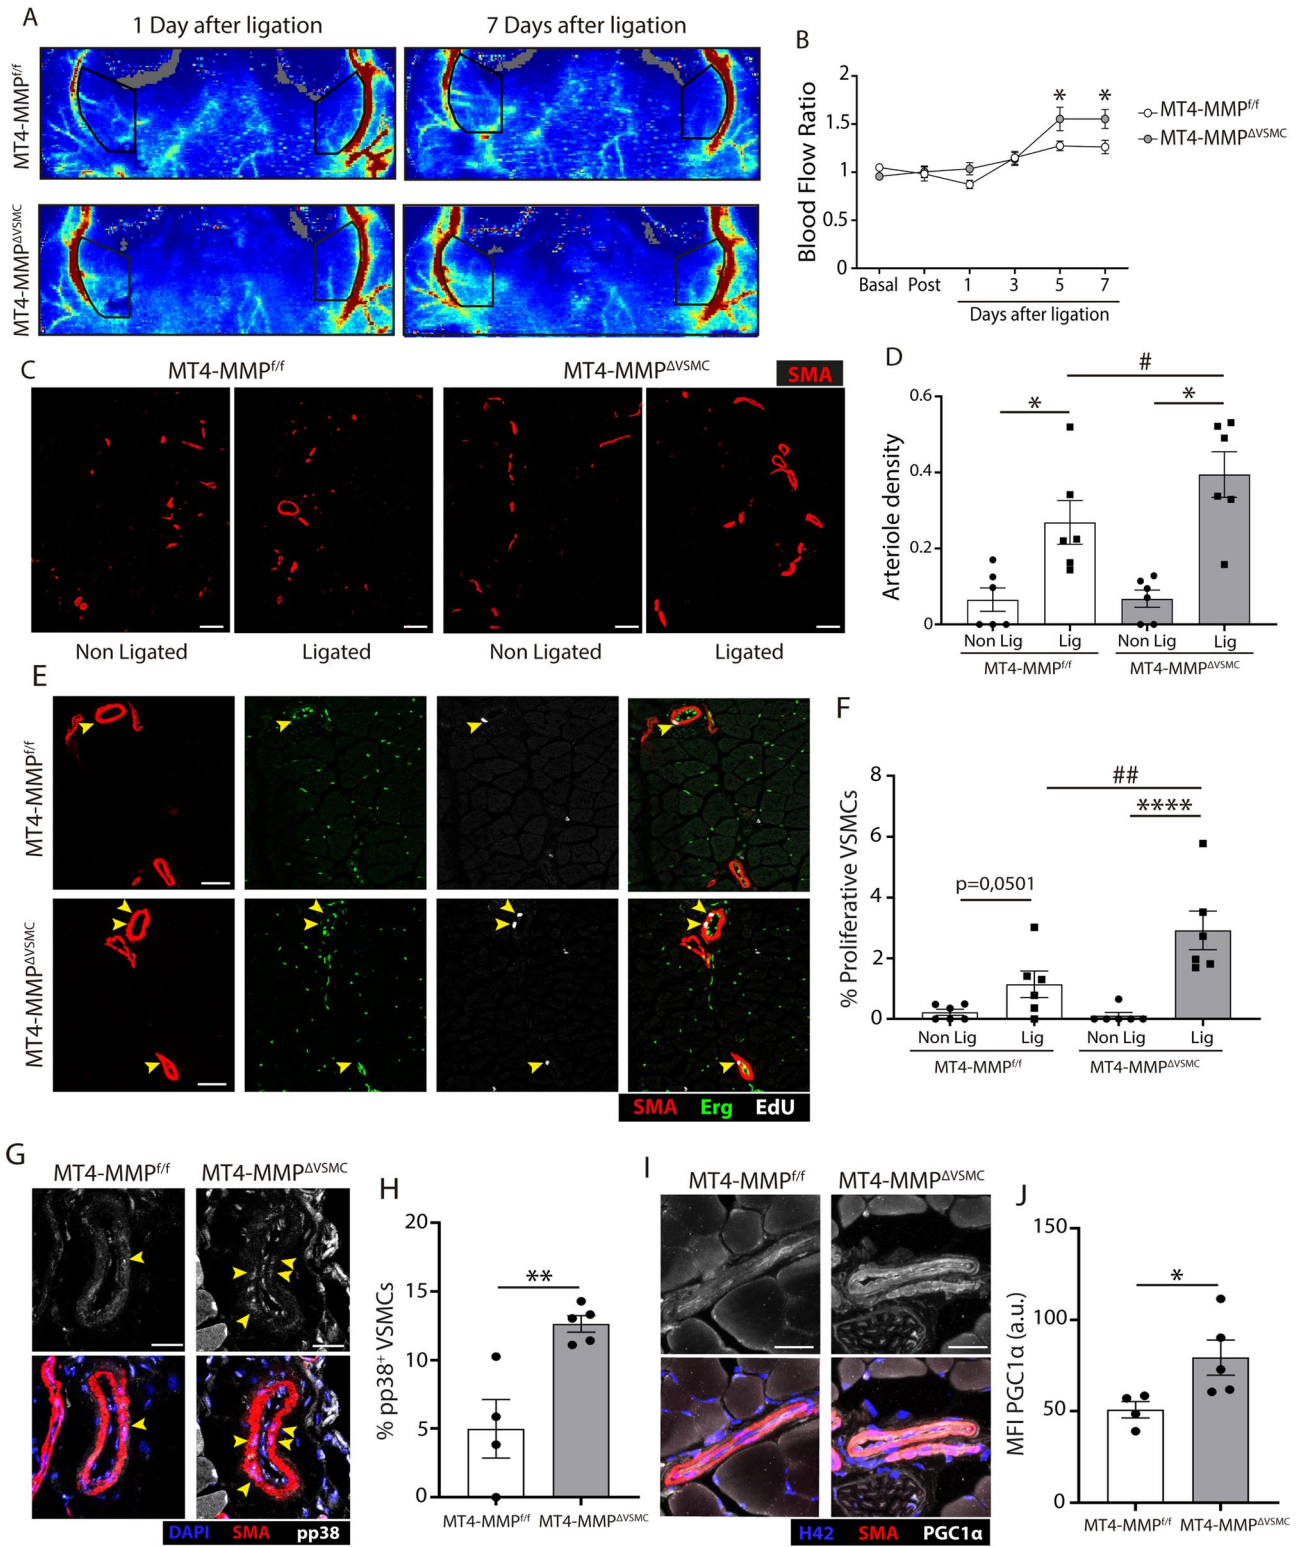 A
1 Day after ligation
7 Days after ligation
MT4-MMPf/f
MT4-MMPΔVSMC
B
Blood Flow Ratio
2
1.5
1
0.5
0
Basal
Post
1
3
5
7
Days after ligation
*
*
MT4-MMPf/f
MT4-MMPΔVSMC
C
MT4-MMPf/f
MT4-MMPΔVSMC
SMA
Non Ligated
Ligated
Non Ligated
Ligated
D
Arteriole density
0.6
0.4
0.2
0
*
#
*
Non Lig
Lig
Non Lig
Lig
MT4-MMPf/f
MT4-MMPΔVSMC
E
MT4-MMPf/f
MT4-MMPΔVSMC
SMA Erg EdU
F
% Proliferative VSMCs
8
6
4
2
0
##
****
p=0,0501
Non Lig
Lig
Non Lig
Lig
MT4-MMPf/f
MT4-MMPΔVSMC
G
MT4-MMPf/f
MT4-MMPΔVSMC
DAPI SMA pp38
H
% pp38+ VSMCs
20
15
10
5
0
**
MT4-MMPf/f
MT4-MMPΔVSMC
I
MT4-MMPf/f
MT4-MMPΔVSMC
H42 SMA PGC1α
J
MFI PGC1α (a.u.)
150
100
50
0
*
MT4-MMPf/f
MT4-MMPΔVSMC